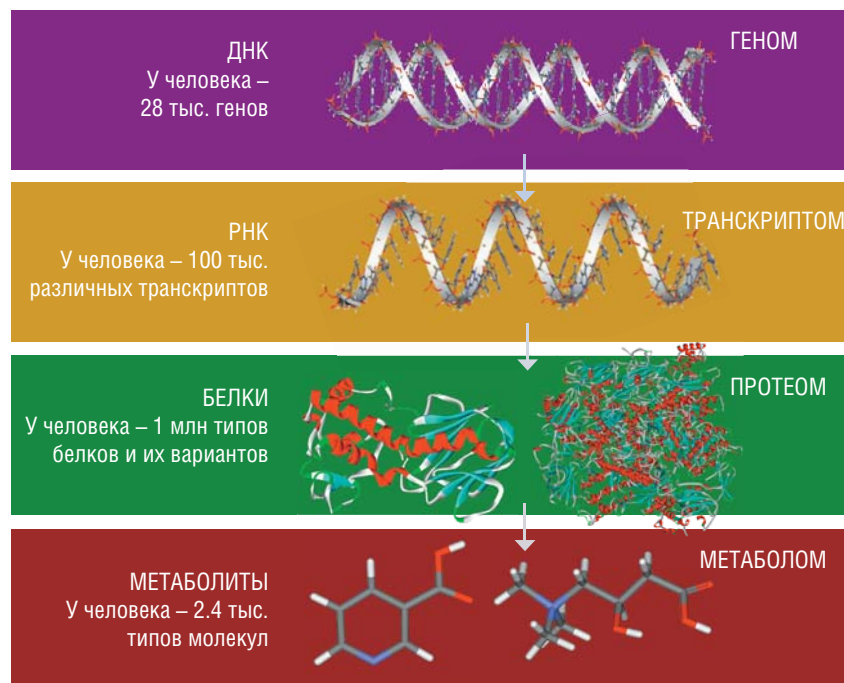 ДНК
У человека –
28 тыс. генов
ГЕНОМ
РНК
У человека – 100 тыс.
различных транскриптов
ТРАНСКРИПТОМ
БЕЛКИ
У человека – 1 млн типов
белков и их вариантов
ПРОТЕОМ
МЕТАБОЛИТЫ
У человека – 2.4 тыс.
типов молекул
МЕТАБОЛОМ